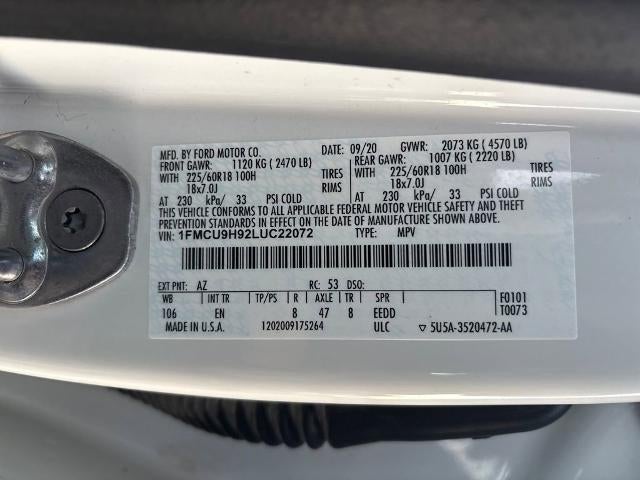 MFD. BY FORD MOTOR CO. 09/20 GVWR: 2073 KG ( 4570 LB)
FRONT GAWR: 1120 KG ( 2470 LB) REAR GAWR: 1007 KG ( 2220 LB)
WITH 225/60R18 100H TIRES WITH 225/60R18 100H TIRES
18x7.0J RIMS 18x7.0J RIMS
AT 230 kPa/ 33 PSI COLD AT 230 kPa/ 33 PSI COLD
THIS VEHICLE CONFORMS TO ALL APPLICABLE FEDERAL MOTOR VEHICLE SAFETY AND THEFT
PREVENTION STANDARDS IN EFFECT ON THE DATE OF MANUFACTURE SHOWN ABOVE.
VIN: 1FMCU9H92LUC22072 TYPE: MPV
EXT PNT: AZ RC: 53 DSO:
WB INT TR TP/PS R AXLE TR SPR F0101
106 EN 8 47 8 EEDD T0073
MADE IN U.S.A. 1202009175264 ULC ▽ 5U5A-3520472-AA